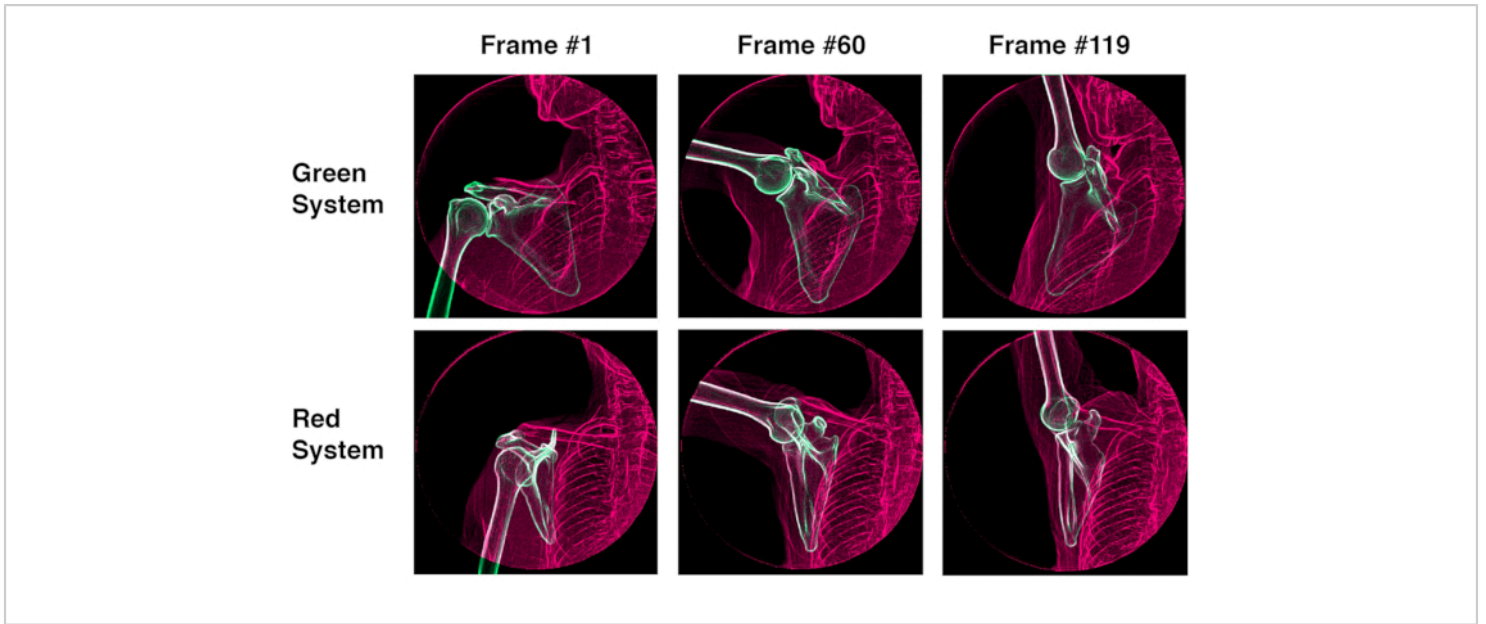 Frame #1
Frame #60
Frame #119
Green
System
Red
System